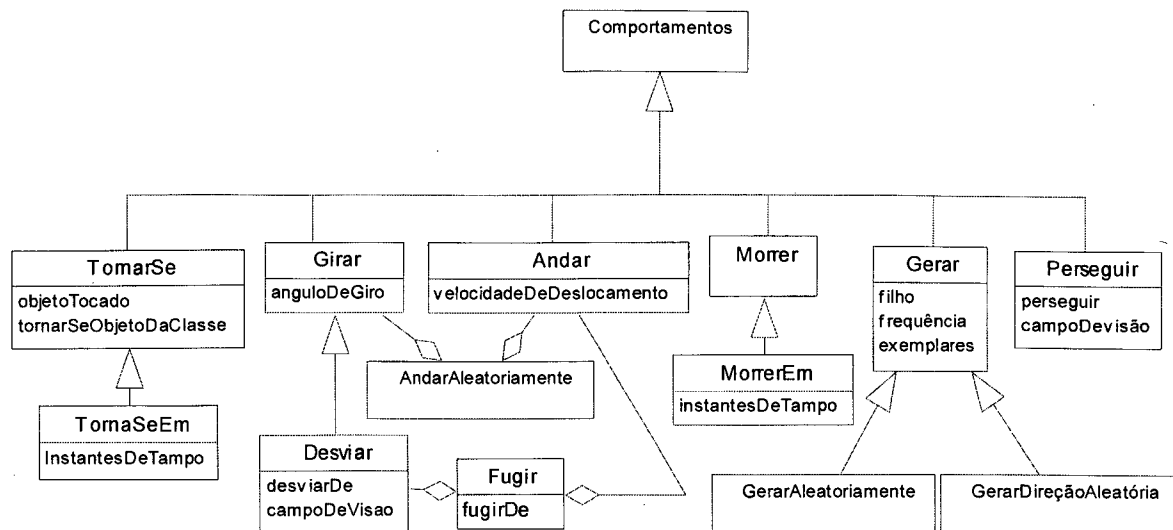 Comportamentos
TornarSe
objetoTocado
tornarSeObjetoDaClasse
Girar
anguloDeGiro
Andar
velocidadeDeDeslocamento
Morrer
Gerar
filho
frequência
exemplares
Perseguir
perseguir
campoDevisão
AndarAleatoriamente
MorrerEm
instantesDeTampo
TornaSeEm
InstantesDeTampo
Desviar
desviarDe
campoDeVisao
Fugir
fugirDe
GerarAleatoriamente
GerarDireçãoAleatória